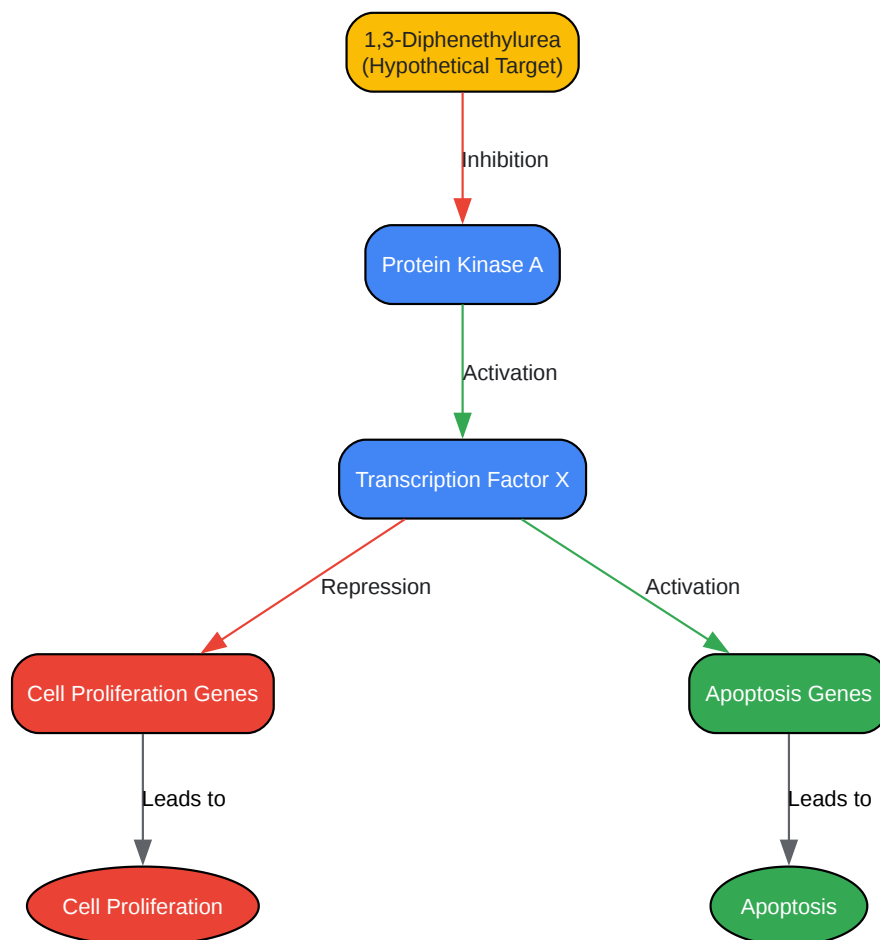 1,3-Diphenethylurea
(Hypothetical Target)
Inhibition
Protein Kinase A
Activation
Transcription Factor X
Repression
Activation
Cell Proliferation Genes
Apoptosis Genes
Leads to
Leads to
Cell Proliferation
Apoptosis